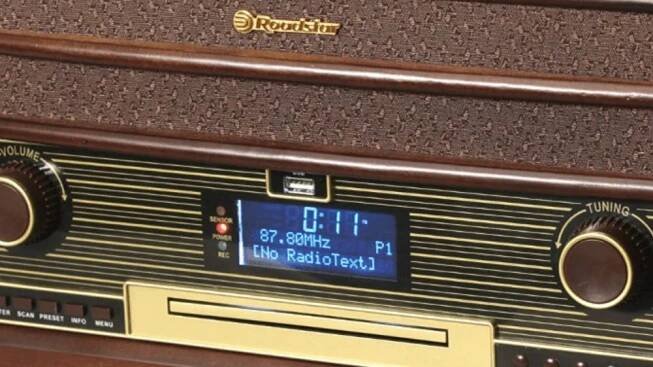 Roadstar
VOLUME
TUNING
SENSOR
POWER
REC
0:11
87.80MHz P1
[No RadioText]
SCAN PRESET INFO MENU